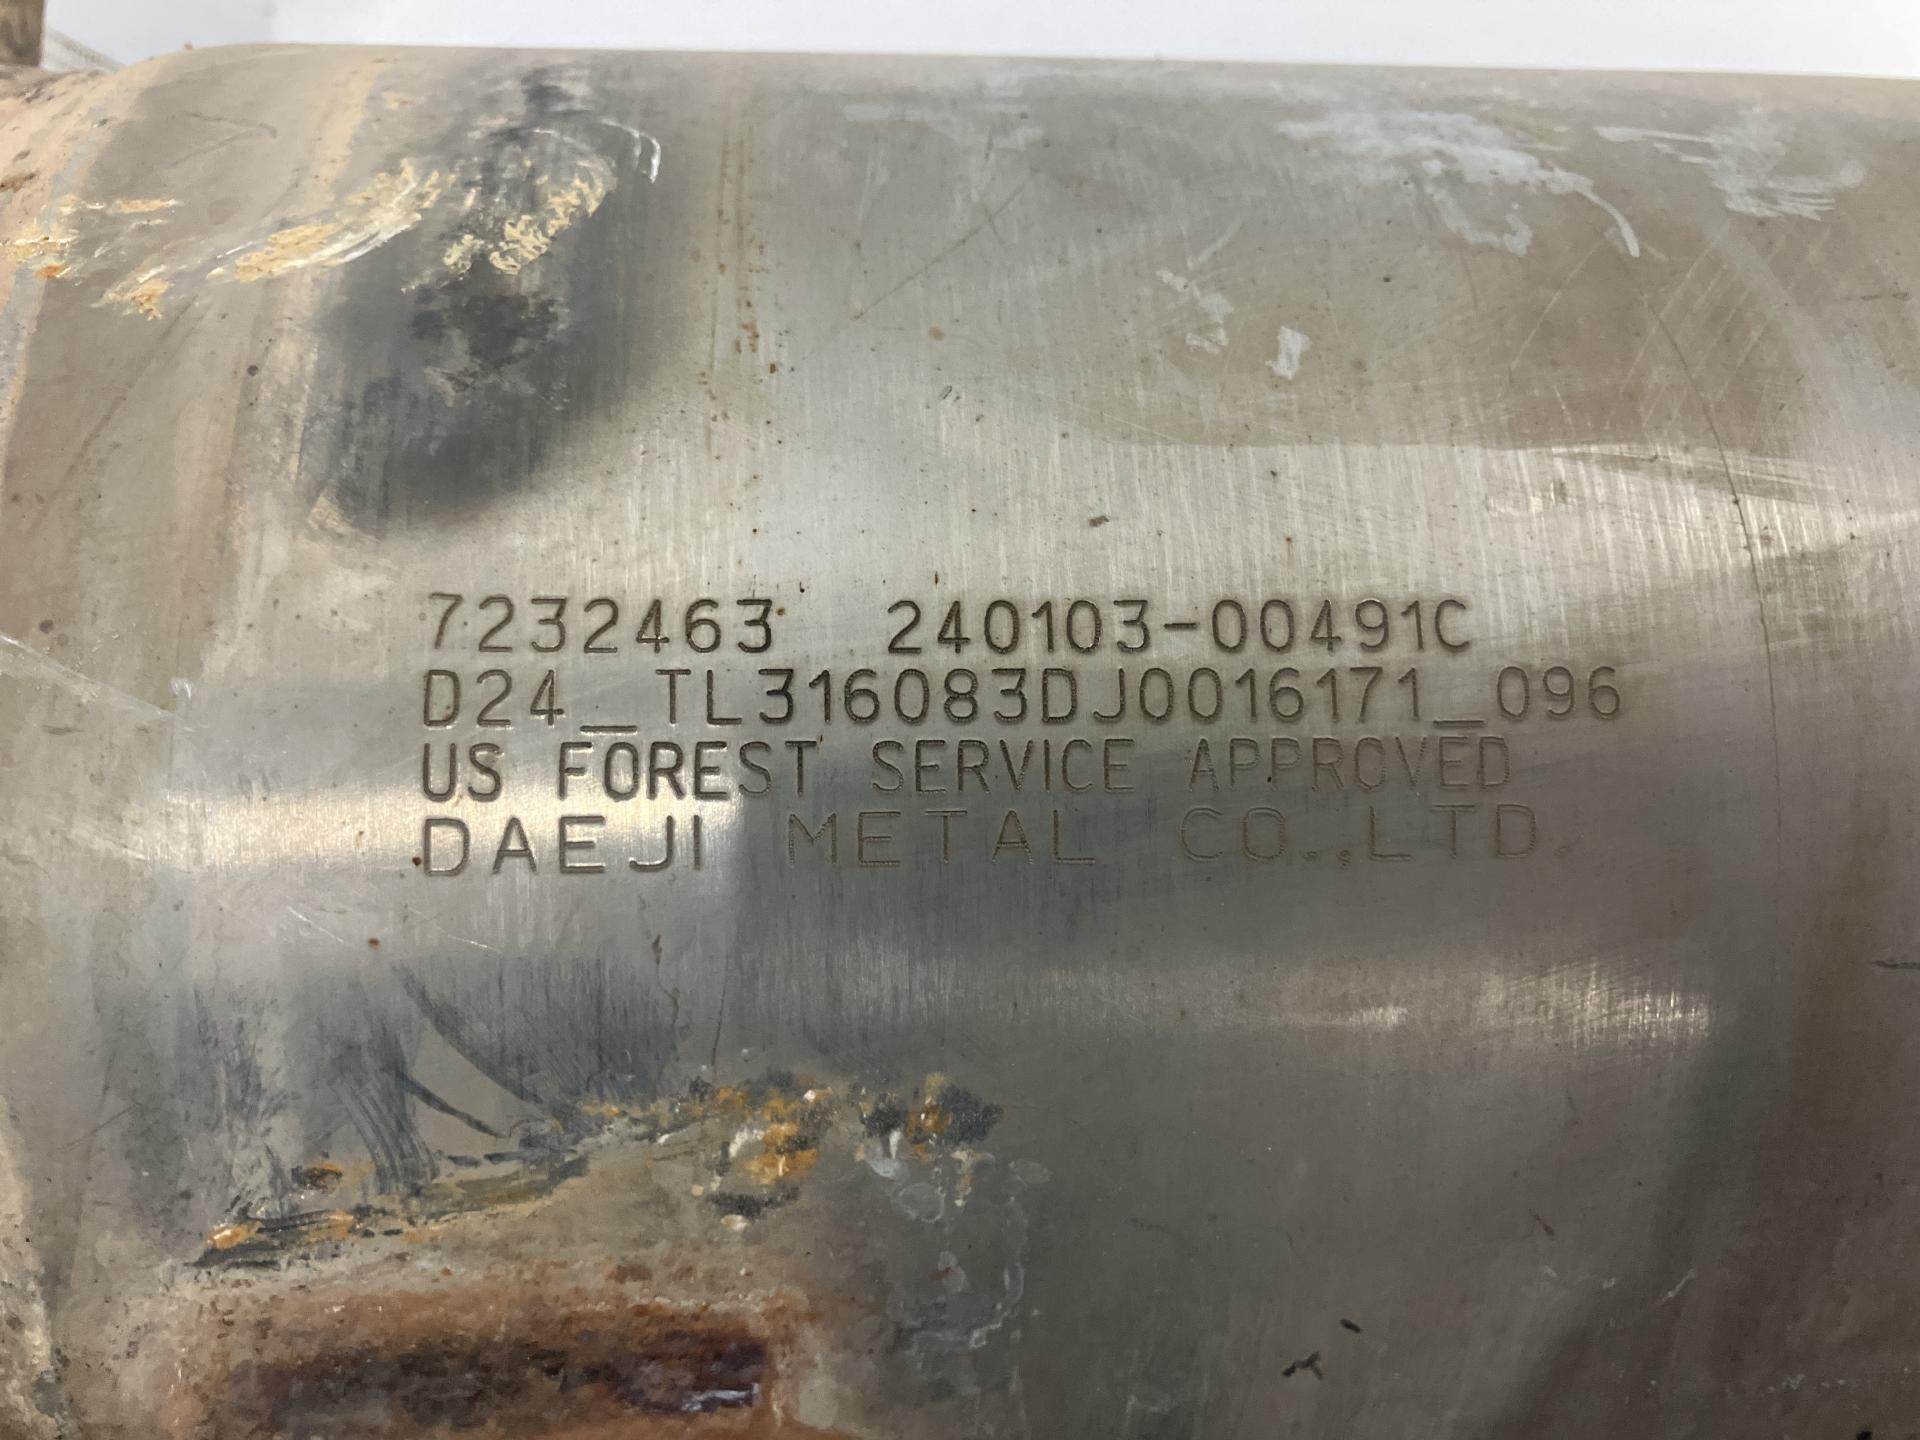 7232463 240103-00491C
D24_TL316083DJ0016171_096
US FOREST SERVICE APPROVED
DAEJI METAL CO.,LTD.